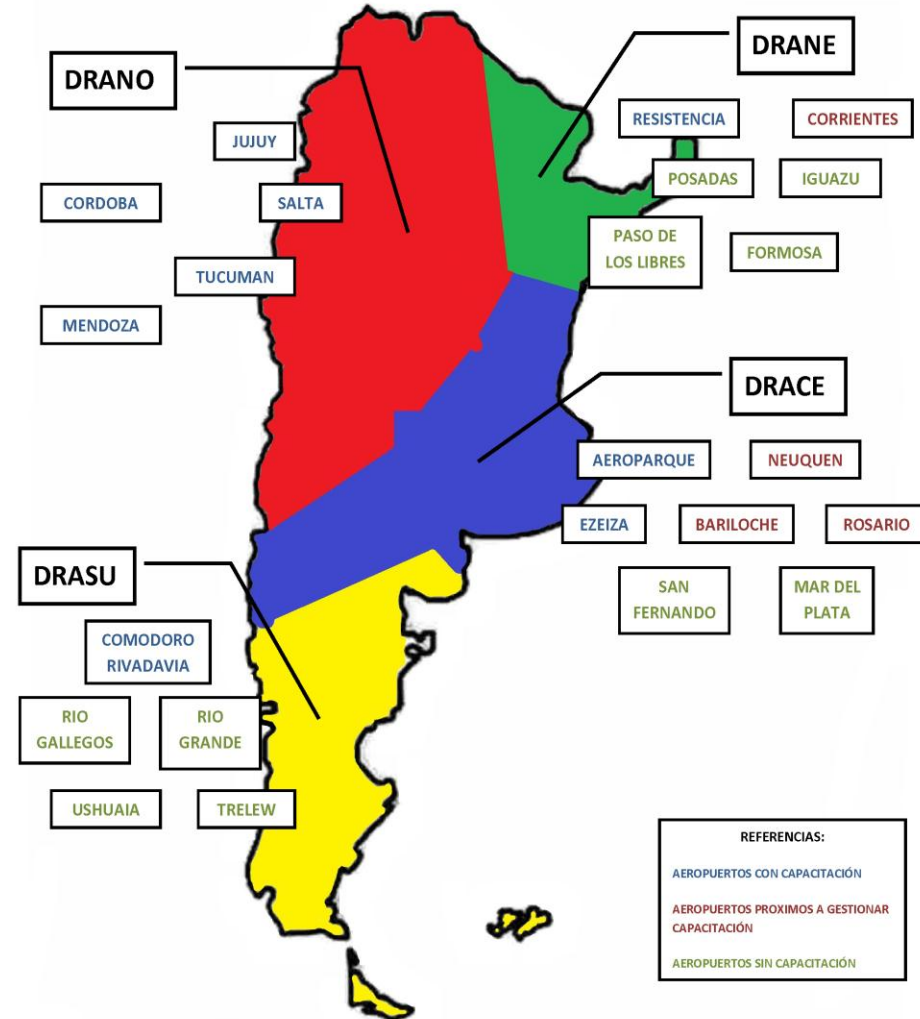 DRANO
JUJUY
CORDOBA
SALTA
TUCUMAN
MENDOZA
DRANE
RESISTENCIA
CORRIENTES
POSADAS
IGUAZU
PASO DE
LOS LIBRES
FORMOSA
DRACE
AEROPARQUE
NEUQUEN
EZEIZA
BARILOCHE
ROSARIO
SAN
FERNANDO
MAR DEL
PLATA
DRASU
COMODORO
RIVADAVIA
RIO
GALLEGOS
RIO
GRANDE
USHUAIA
TRELEW
REFERENCIAS:
AEROPUERTOS CON CAPACITACIÓN
AEROPUERTOS PROXIMOS A GESTIONAR
CAPACITACIÓN
AEROPUERTOS SIN CAPACITACIÓN